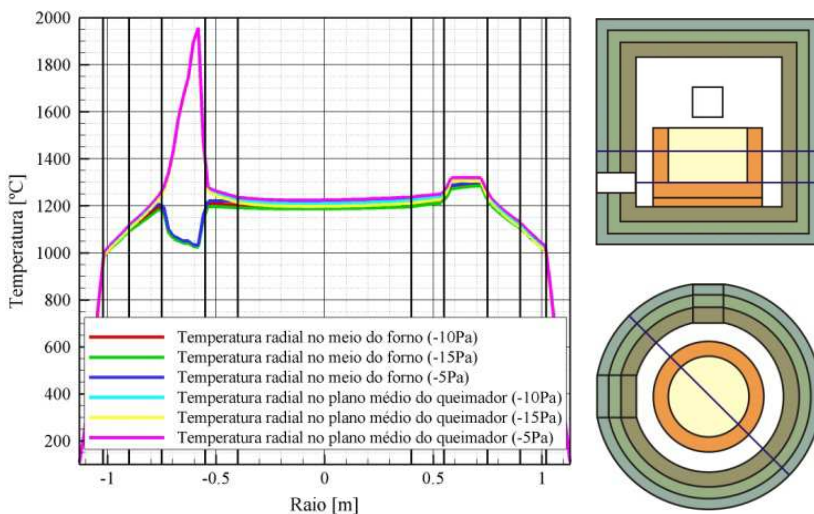 2000
1800
1600
1400
1200
1000
800
600
400
200
Temperatura [ºC]
Temperatura radial no meio do forno (-10Pa)
Temperatura radial no meio do forno (-15Pa)
Temperatura radial no meio do forno (-5Pa)
Temperatura radial no plano médio do queimador (-10Pa)
Temperatura radial no plano médio do queimador (-15Pa)
Temperatura radial no plano médio do queimador (-5Pa)
-1 -0.5 0 0.5 1
Raio [m]